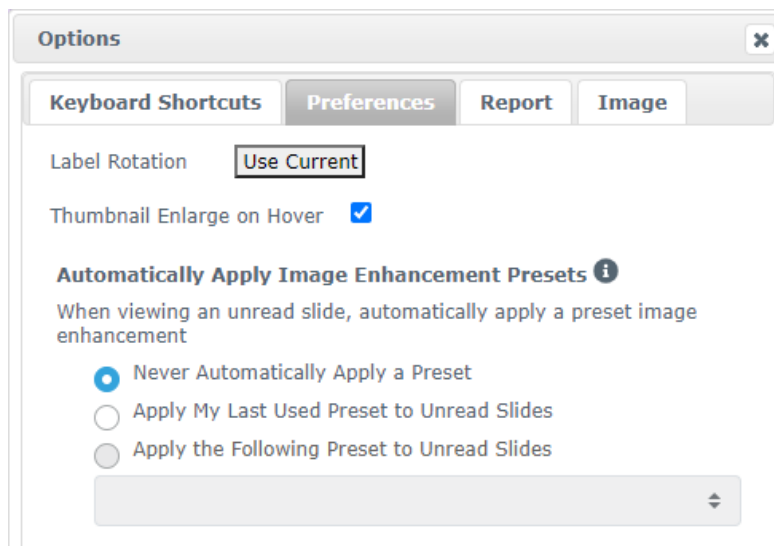 Options
Keyboard Shortcuts Preferences Report Image
Label Rotation Use Current
Thumbnail Enlarge on Hover
Automatically Apply Image Enhancement Presets
When viewing an unread slide, automatically apply a preset image
enhancement
Never Automatically Apply a Preset
Apply My Last Used Preset to Unread Slides
Apply the Following Preset to Unread Slides